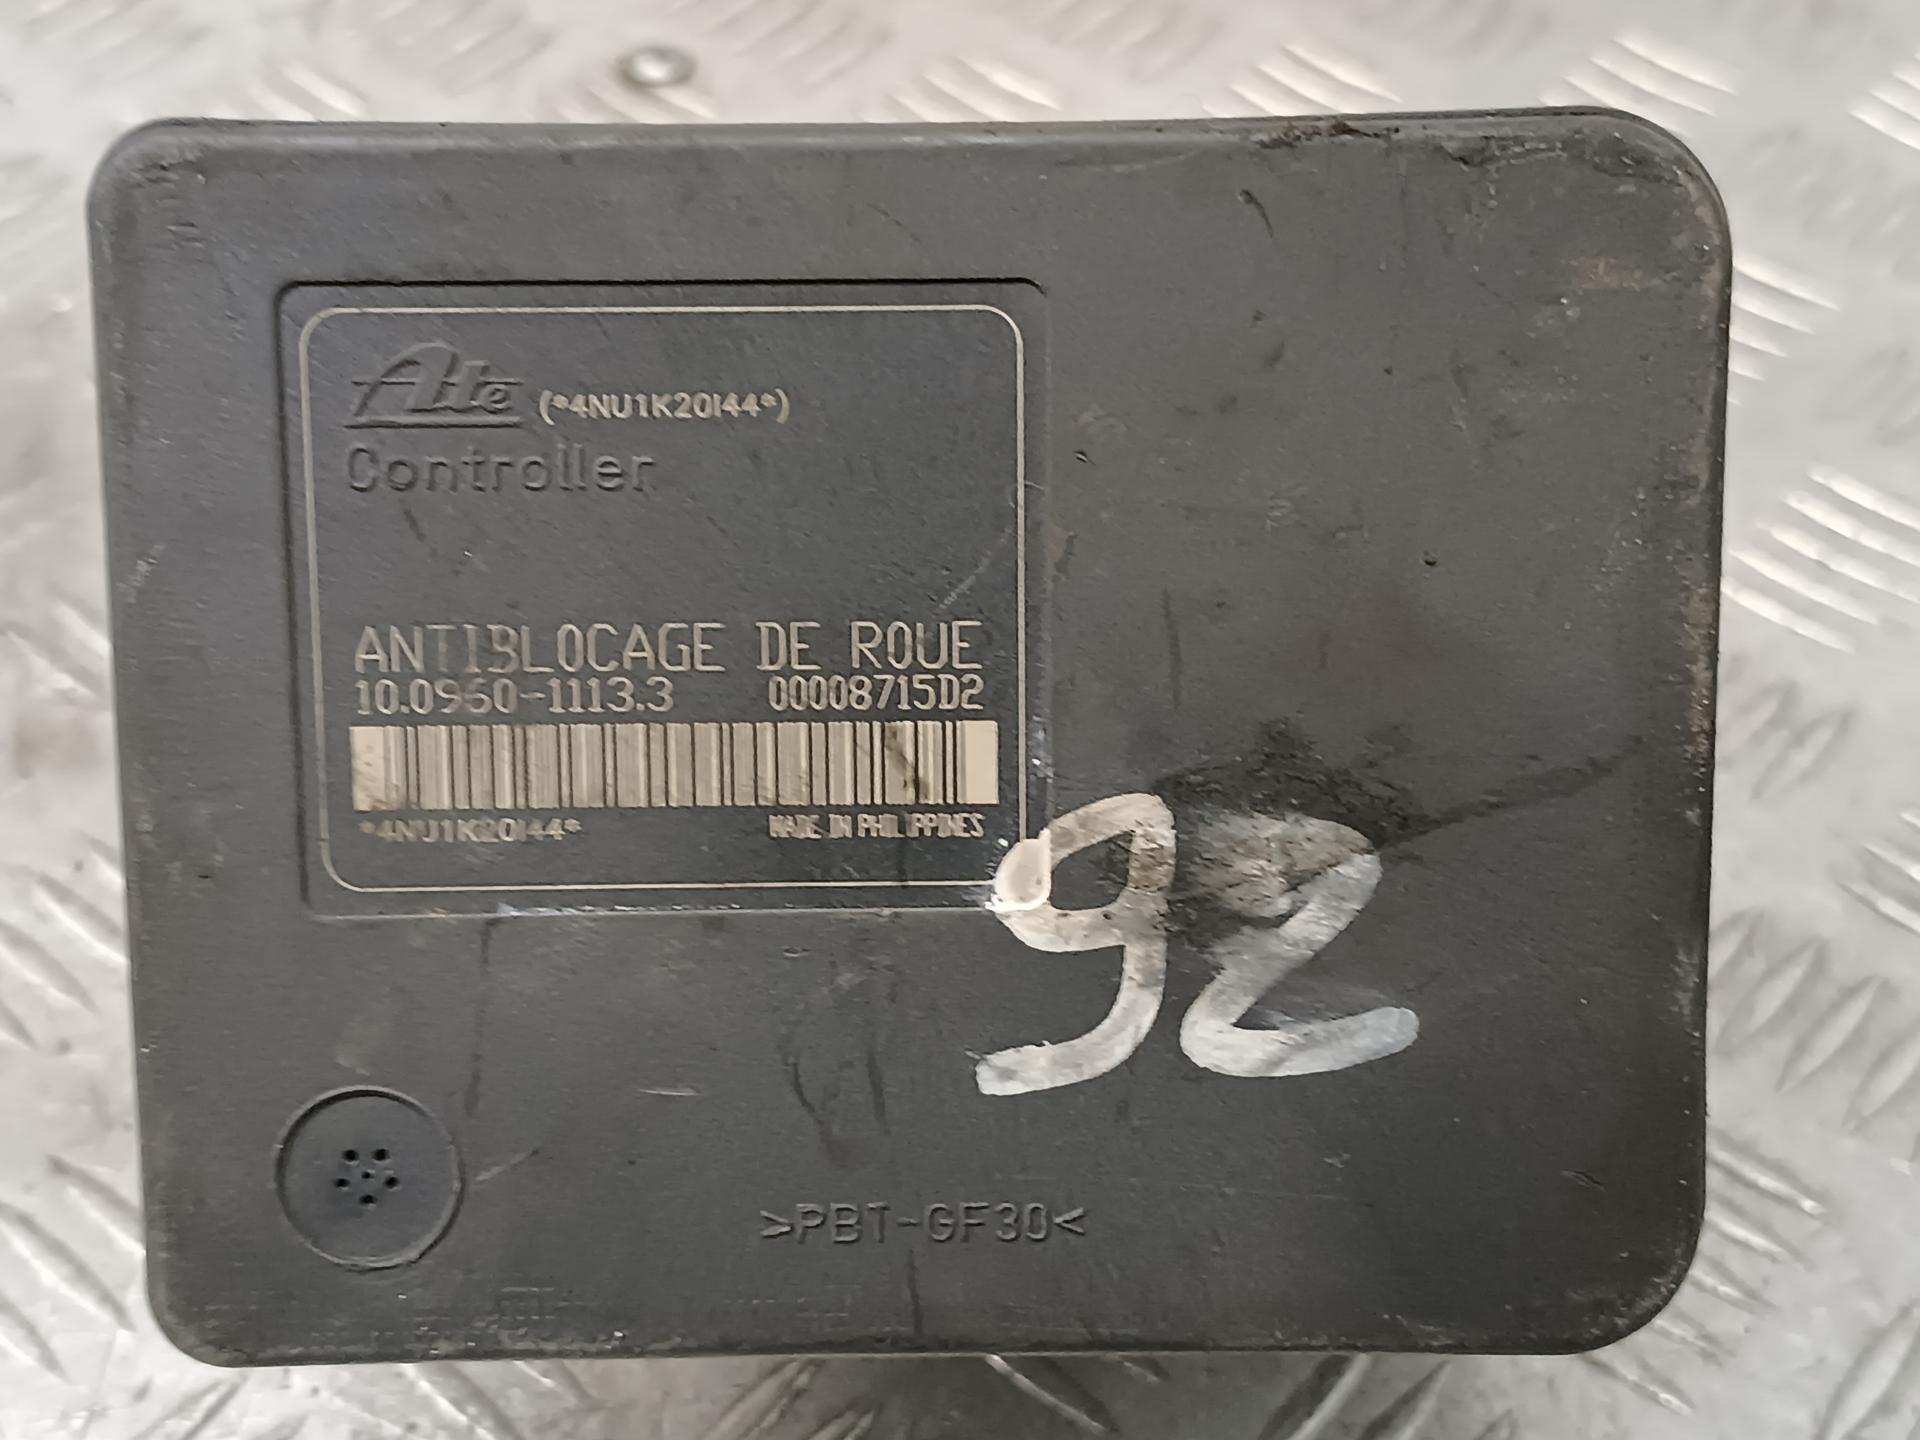 Ate (*4NU1K20I44*)
Controller
ANTIBLOCAGE DE ROUE
10.0960-1113.3 00008715D2
*4NU1K20I44* MADE IN PHILIPPINES
92
>PBT-GF30<